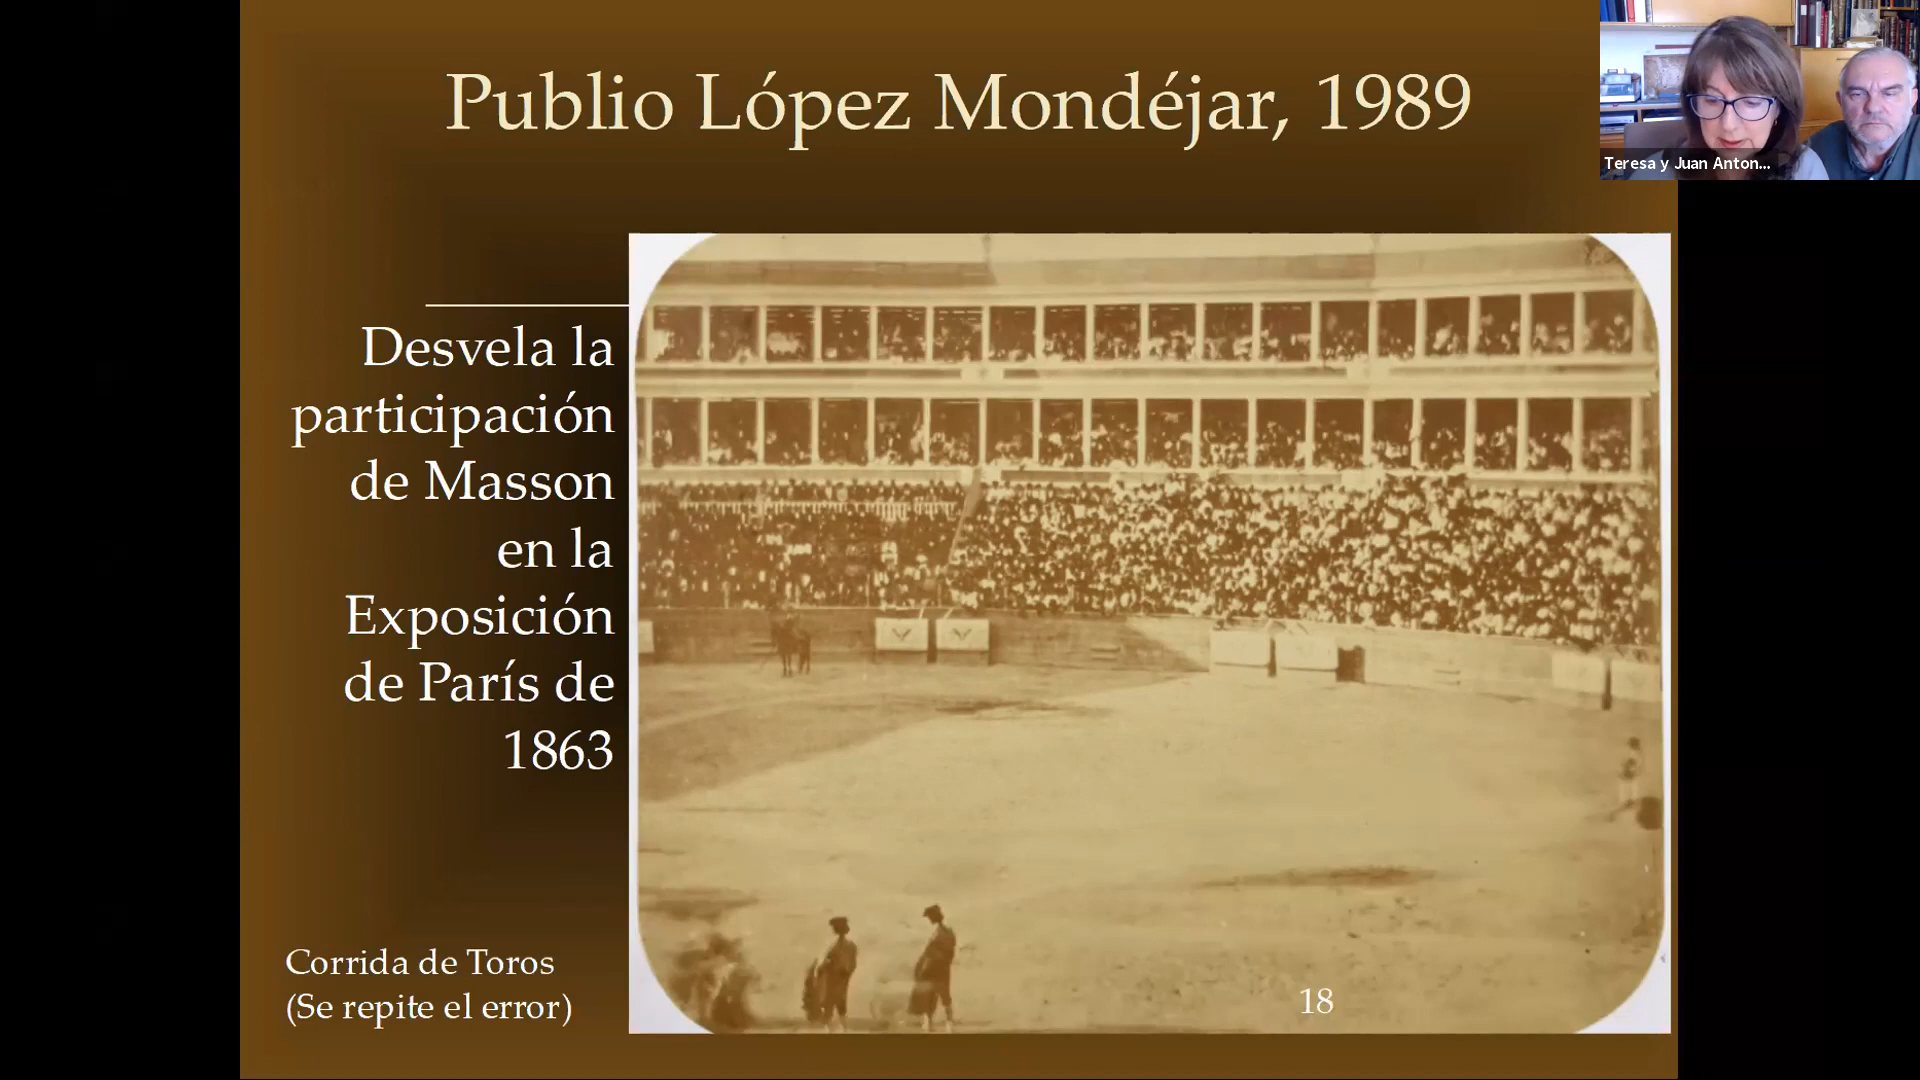 Publio López Mondéjar, 1989
Teresa y Juan Anton...
Desvela la
participación
de Masson
en la
Exposición
de París de
1863
Corrida de Toros
(Se repite el error)
18